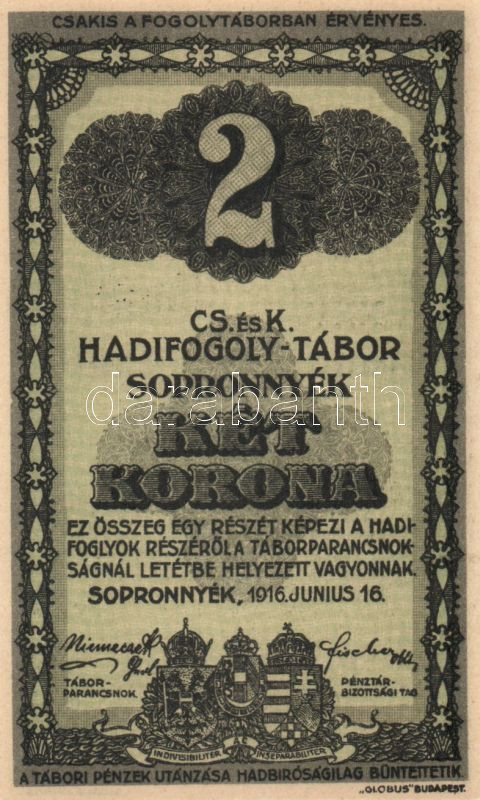 CSAKIS A FOGOLYTÁBORBAN ÉRVÉNYES.
2
CS. ÉS K.
HADIFOGOLY-TÁBOR
SOPRONNYÉK
darabanth
KÉT
KORONA
EZ ÖSSZEG EGY RÉSZÉT KÉPEZI A HADI-
FOGLYOK RÉSZÉRŐL A TÁBORPARANCSNOK-
SÁGNÁL LETÉTBE HELYEZETT VAGYONNAK.
SOPRONNYÉK, 1916. JUNIUS 16.
Fischer
TÁBOR-
PARANCSNOK.
PÉNZTÁR-
BIZOTTSÁGI TAG
INDIVISIBILITER INSEPARABILITER
A TÁBORI PÉNZEK UTÁNZÁSA HADBIRÓSÁGILAG BÜNTETTETIK.
„GLOBUS" BUDAPEST.